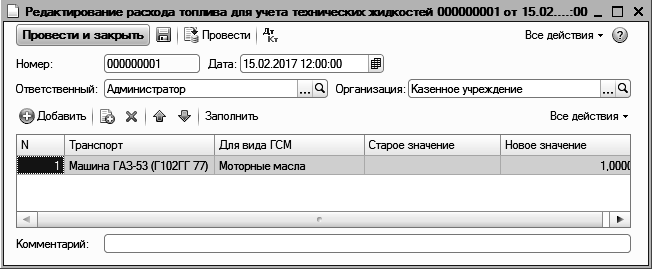 Редактирование расхода топлива для учета технических жидкостей 000000001 от 15.02....:00
Провести и закрыть Провести Дт Кт Все действия
Номер: 000000001 Дата: 15.02.2017 12:00:00
Ответственный: Администратор ... Организация: Казенное учреждение ...
Добавить Заполнить Все действия
N Транспорт Для вида ГСМ Старое значение Новое значение
1 Машина ГАЗ-53 (Г102ГГ 77) Моторные масла 1,0000
Комментарий: